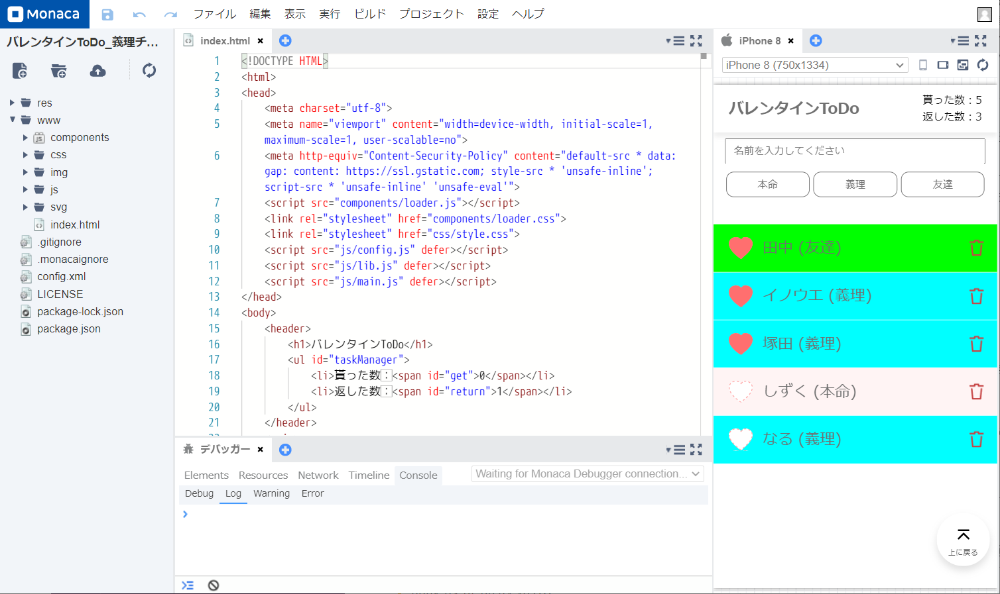 Monaca
ファイル 編集 表示 実行 ビルド プロジェクト 設定 ヘルプ
バレンタインToDo_義理チ...
res
www
components
css
img
js
svg
index.html
.gitignore
.monacaignore
config.xml
LICENSE
package-lock.json
package.json
index.html
1 <!DOCTYPE HTML>
2 <html>
3 <head>
4 <meta charset="utf-8">
5 <meta name="viewport" content="width=device-width, initial-scale=1,
maximum-scale=1, user-scalable=no">
6 <meta http-equiv="Content-Security-Policy" content="default-src * data:
gap: content: https://ssl.gstatic.com; style-src * 'unsafe-inline';
script-src * 'unsafe-inline' 'unsafe-eval'">
7 <script src="components/loader.js"></script>
8 <link rel="stylesheet" href="components/loader.css">
9 <link rel="stylesheet" href="css/style.css">
10 <script src="js/config.js" defer></script>
11 <script src="js/lib.js" defer></script>
12 <script src="js/main.js" defer></script>
13 </head>
14 <body>
15 <header>
16 <h1>バレンタインToDo</h1>
17 <ul id="taskManager">
18 <li>貰った数：<span id="get">0</span></li>
19 <li>返した数：<span id="return">1</span></li>
20 </ul>
21 </header>
デバッガー
Elements Resources Network Timeline Console
Waiting for Monaca Debugger connection...
Debug Log Warning Error
iPhone 8
iPhone 8 (750x1334)
バレンタインToDo
貰った数：5
返した数：3
名前を入力してください
本命 義理 友達
田中 (友達)
イノウエ (義理)
塚田 (義理)
しずく (本命)
なる (義理)
上に戻る